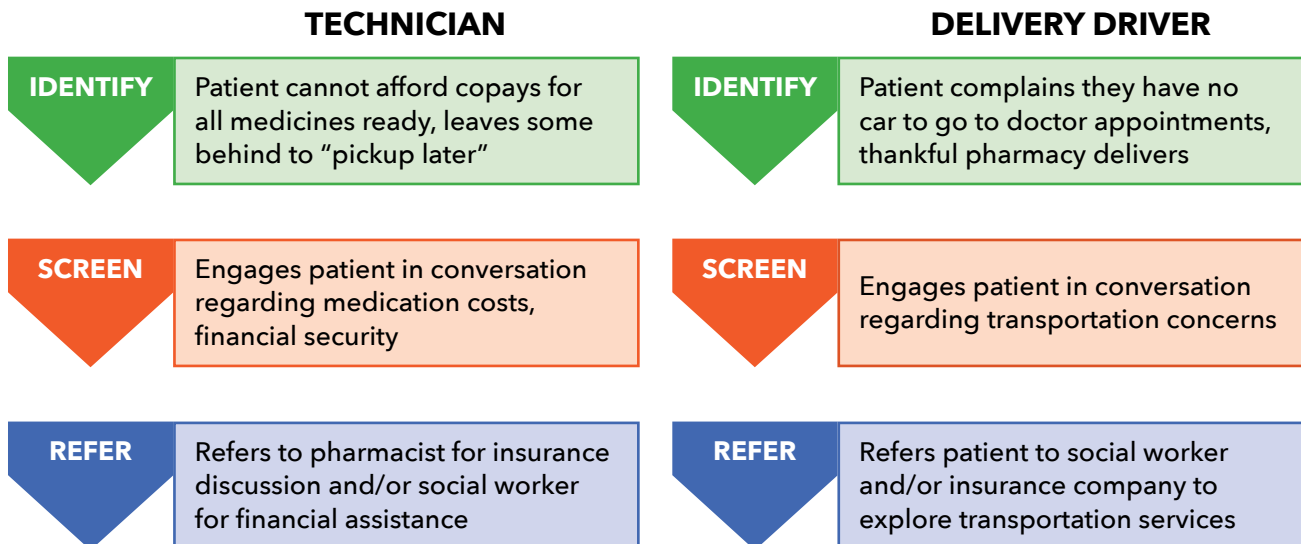 TECHNICIAN
IDENTIFY
Patient cannot afford copays for
all medicines ready, leaves some
behind to “pickup later”
SCREEN
Engages patient in conversation
regarding medication costs,
financial security
REFER
Refers to pharmacist for insurance
discussion and/or social worker
for financial assistance
DELIVERY DRIVER
IDENTIFY
Patient complains they have no
car to go to doctor appointments,
thankful pharmacy delivers
SCREEN
Engages patient in conversation
regarding transportation concerns
REFER
Refers patient to social worker
and/or insurance company to
explore transportation services